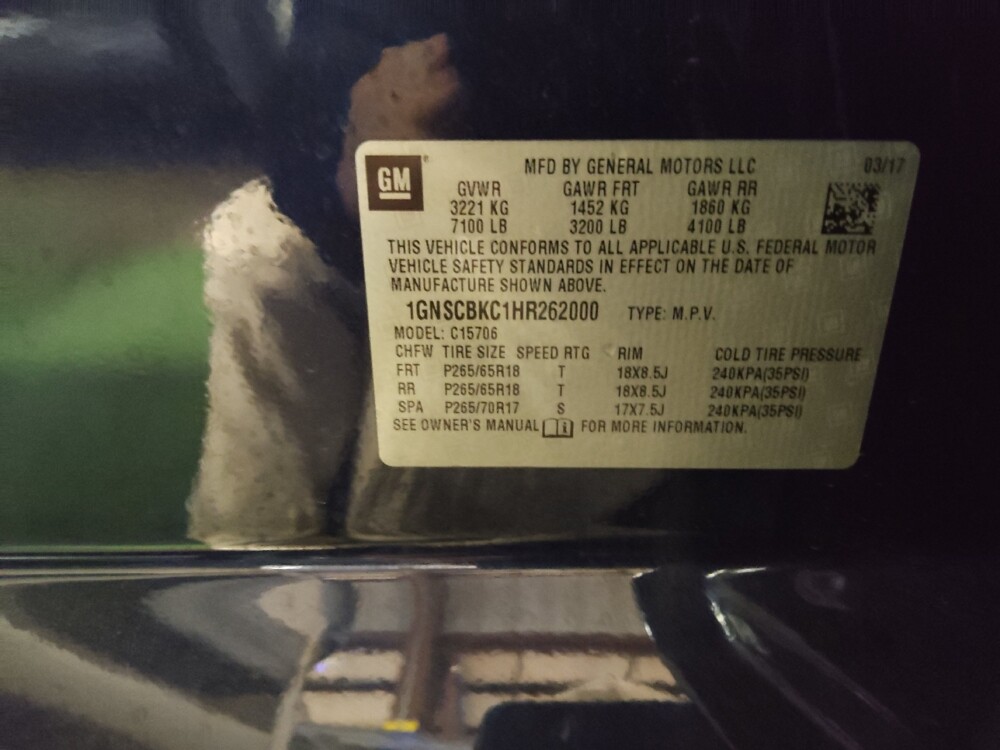 GM
MFD BY GENERAL MOTORS LLC 03/17
GVWR GAWR FRT GAWR RR
3221 KG 1452 KG 1860 KG
7100 LB 3200 LB 4100 LB
THIS VEHICLE CONFORMS TO ALL APPLICABLE U.S. FEDERAL MOTOR
VEHICLE SAFETY STANDARDS IN EFFECT ON THE DATE OF
MANUFACTURE SHOWN ABOVE.
1GNSCBKC1HR262000 TYPE: M.P.V.
MODEL: C15706
CHFW TIRE SIZE SPEED RTG RIM COLD TIRE PRESSURE
FRT P265/65R18 T 18X8.5J 240KPA(35PSI)
RR P265/65R18 T 18X8.5J 240KPA(35PSI)
SPA P265/70R17 S 17X7.5J 240KPA(35PSI)
SEE OWNER'S MANUAL FOR MORE INFORMATION.